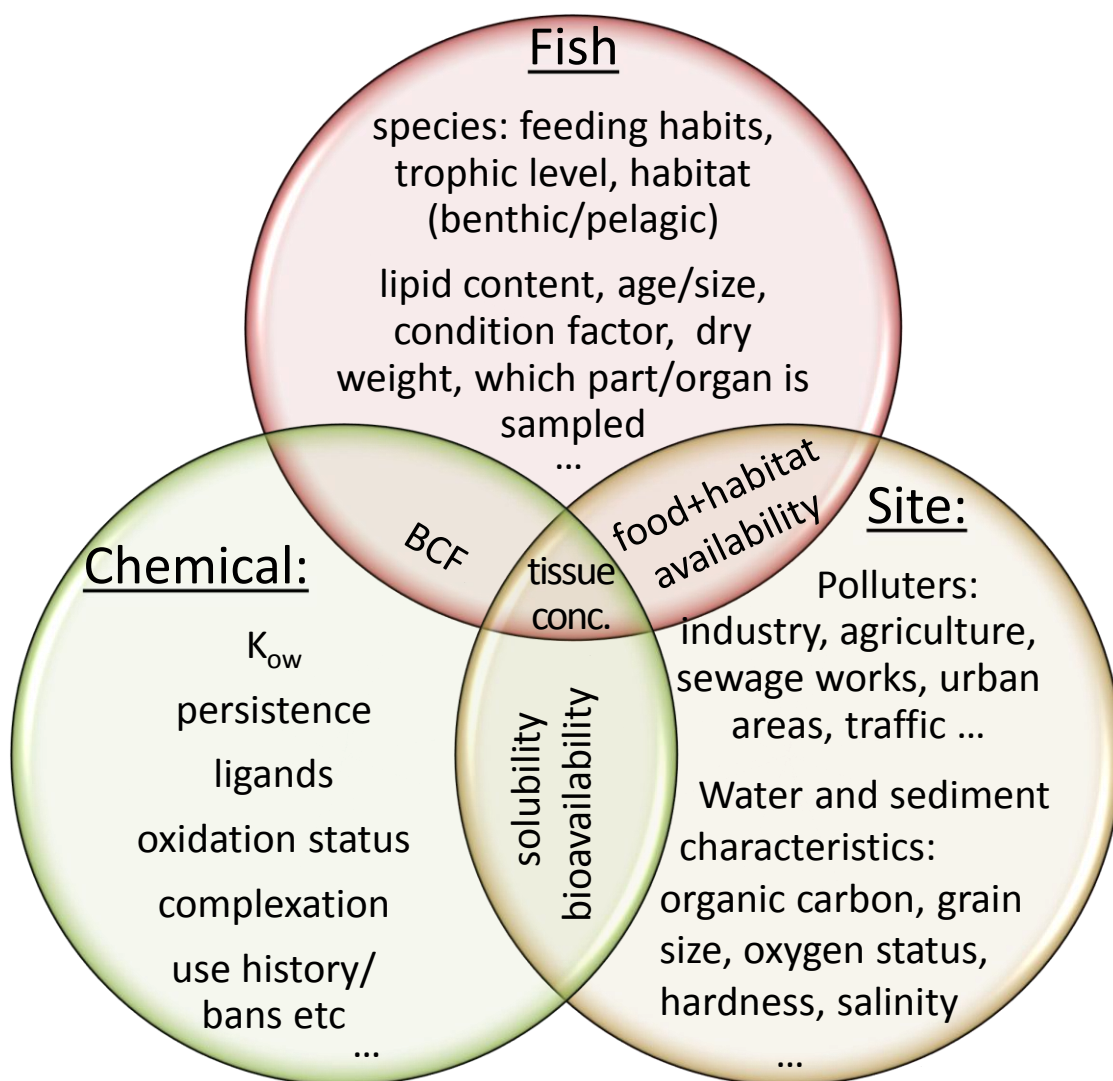 Fish
species: feeding habits,
trophic level, habitat
(benthic/pelagic)
lipid content, age/size,
condition factor, dry
weight, which part/organ is
sampled
...
BCF
tissue
conc.
food+habitat
availability
Chemical:
Kow
persistence
ligands
oxidation status
complexation
use history/
bans etc
...
solubility
bioavailability
Site:
Polluters:
industry, agriculture,
sewage works, urban
areas, traffic ...
Water and sediment
characteristics:
organic carbon, grain
size, oxygen status,
hardness, salinity
...